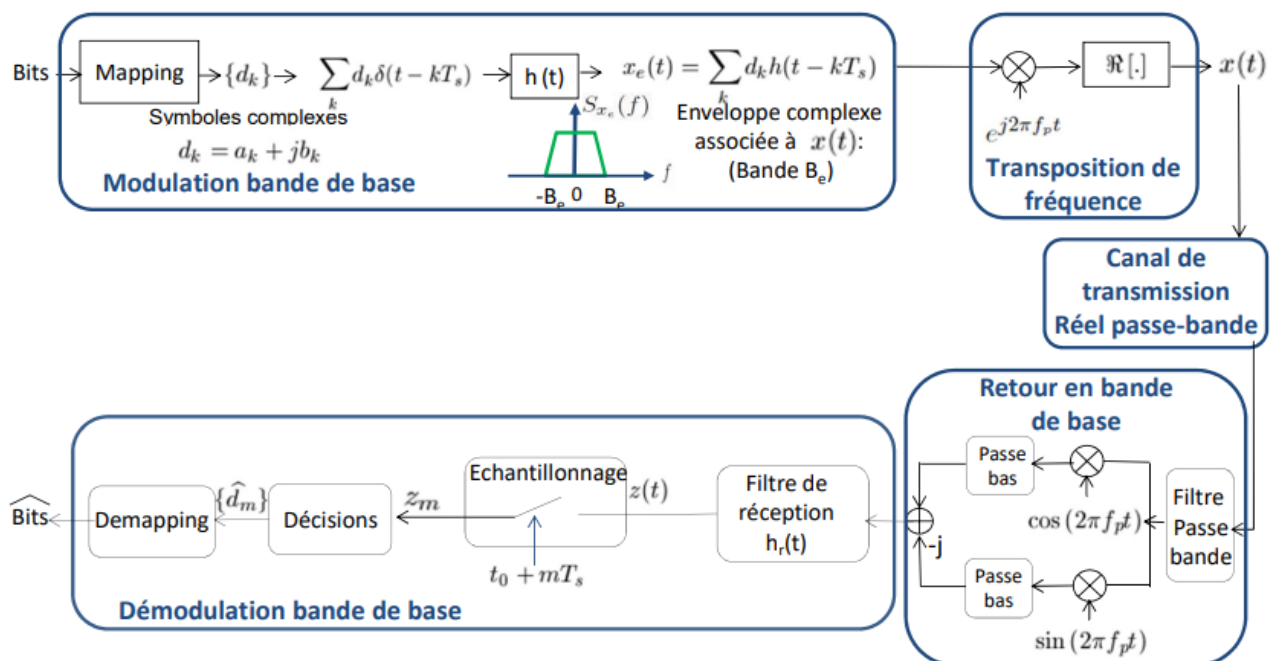 Bits
Mapping
{d_k}
∑_k d_k δ(t − kT_s)
h (t)
x_e(t) = ∑_k d_k h(t − kT_s)
Symboles complexes
d_k = a_k + jb_k
S_{x_e}(f)
f
-B_e 0 B_e
Enveloppe complexe
associée à x(t):
(Bande B_e)
Modulation bande de base
ℜ [.]
x(t)
e^{j2πf_p t}
Transposition de
fréquence
Canal de
transmission
Réel passe-bande
Retour en bande
de base
Passe
bas
cos (2πf_p t)
Filtre
Passe
bande
-j
Passe
bas
sin (2πf_p t)
Filtre de
réception
h_r(t)
z(t)
Echantillonnage
t_0 + mT_s
z_m
Décisions
{d̂_m}
Demapping
B̂its
Démodulation bande de base